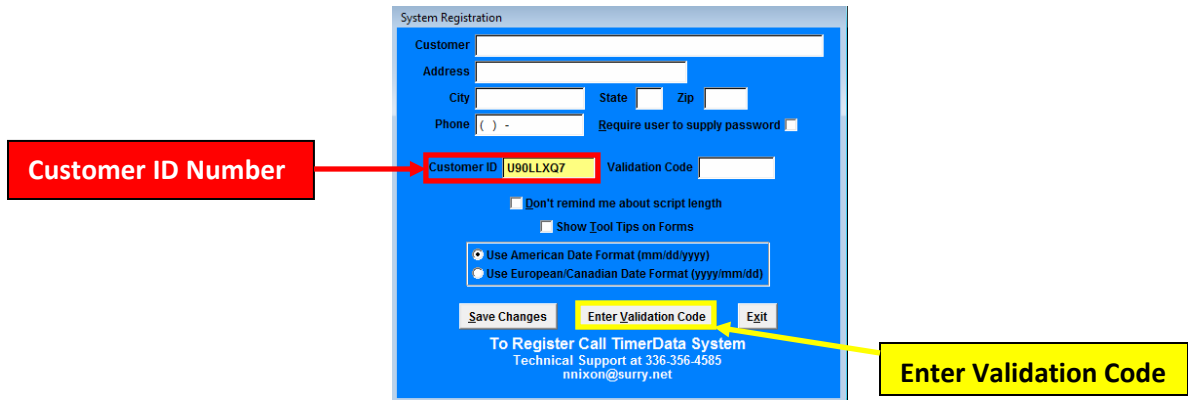 System Registration
Customer
Address
City State Zip
Phone ( ) - Require user to supply password
Customer ID Number
Customer ID U90LLXQ7 Validation Code
Don't remind me about script length
Show Tool Tips on Forms
Use American Date Format (mm/dd/yyyy)
Use European/Canadian Date Format (yyyy/mm/dd)
Save Changes Enter Validation Code Exit
To Register Call TimerData System
Technical Support at 336-356-4585
nnixon@surry.net
Enter Validation Code